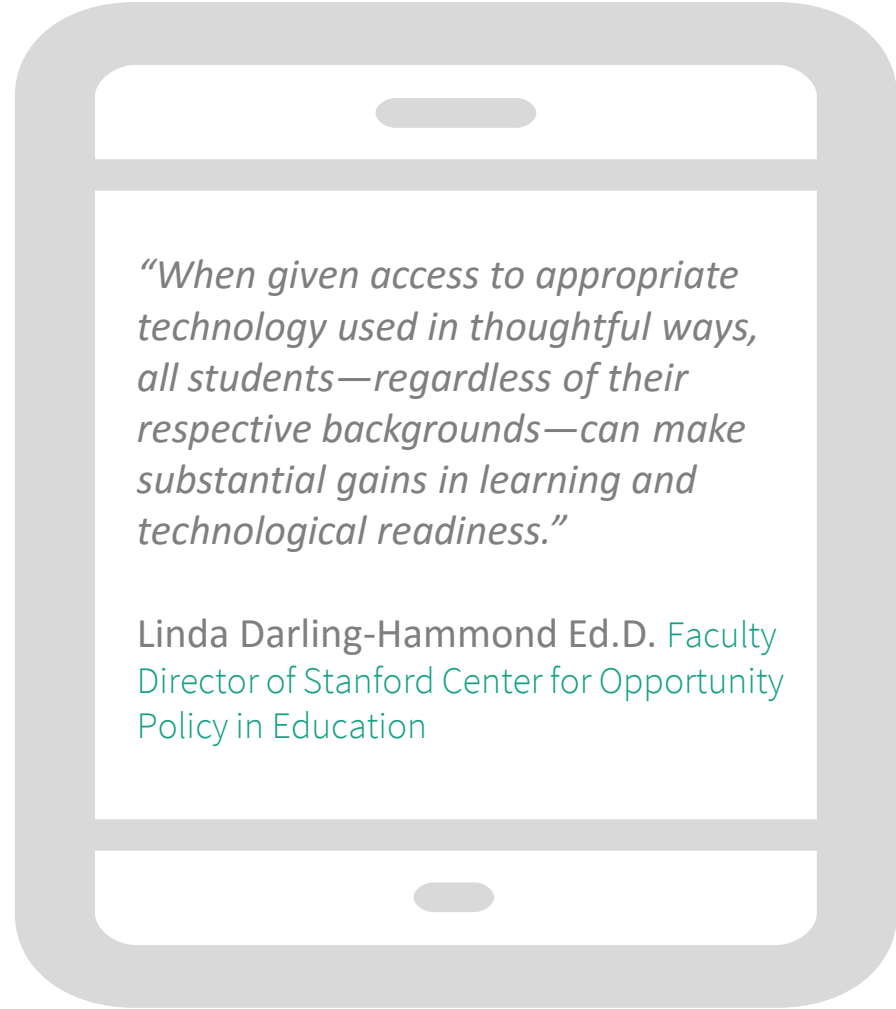 “When given access to appropriate
technology used in thoughtful ways,
all students—regardless of their
respective backgrounds—can make
substantial gains in learning and
technological readiness.”
Linda Darling-Hammond Ed.D. Faculty
Director of Stanford Center for Opportunity
Policy in Education